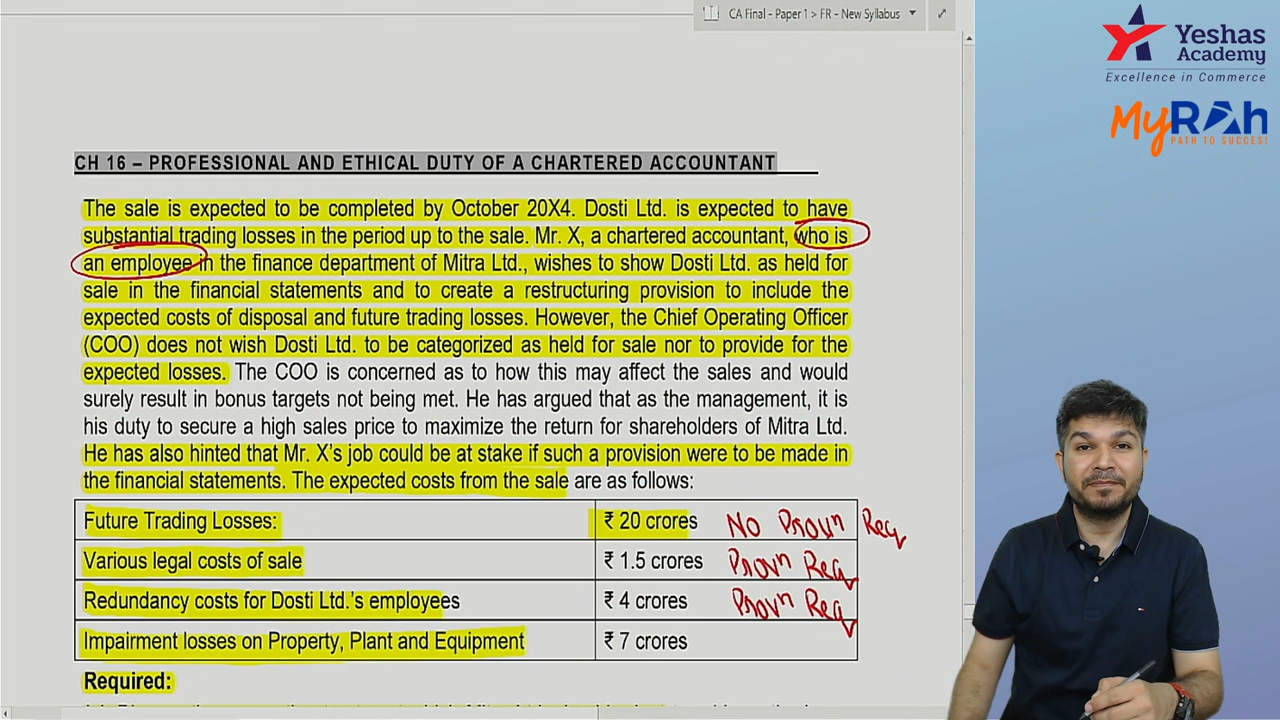 CA Final - Paper 1 > FR - New Syllabus
Yeshas
Academy
Excellence in Commerce
MyRAh
PATH TO SUCCESS
CH 16 – PROFESSIONAL AND ETHICAL DUTY OF A CHARTERED ACCOUNTANT
The sale is expected to be completed by October 20X4. Dosti Ltd. is expected to have
substantial trading losses in the period up to the sale. Mr. X, a chartered accountant, who is
an employee in the finance department of Mitra Ltd., wishes to show Dosti Ltd. as held for
sale in the financial statements and to create a restructuring provision to include the
expected costs of disposal and future trading losses. However, the Chief Operating Officer
(COO) does not wish Dosti Ltd. to be categorized as held for sale nor to provide for the
expected losses. The COO is concerned as to how this may affect the sales and would
surely result in bonus targets not being met. He has argued that as the management, it is
his duty to secure a high sales price to maximize the return for shareholders of Mitra Ltd.
He has also hinted that Mr. X's job could be at stake if such a provision were to be made in
the financial statements. The expected costs from the sale are as follows:
Future Trading Losses: ₹ 20 crores No Provn Req
Various legal costs of sale ₹ 1.5 crores Provn Req
Redundancy costs for Dosti Ltd.'s employees ₹ 4 crores Provn Req
Impairment losses on Property, Plant and Equipment ₹ 7 crores
Required: